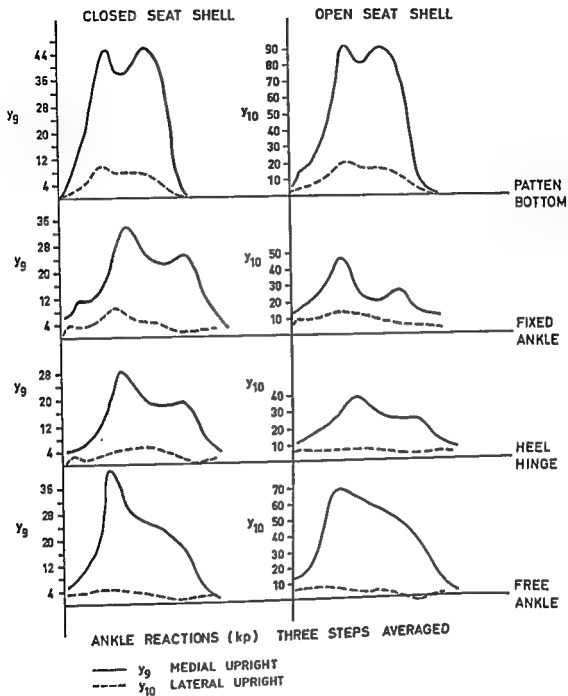 CLOSED SEAT SHELL
OPEN SEAT SHELL
y₉
44
36
28
20
12
4
y₁₀
90
80
70
60
50
40
30
20
10
PATTEN
BOTTOM
y₉
36
28
20
12
4
y₁₀
50
40
30
20
10
FIXED
ANKLE
y₉
28
20
12
4
y₁₀
40
30
20
10
HEEL
HINGE
y₉
36
28
20
12
4
y₁₀
70
60
50
40
30
20
10
FREE
ANKLE
ANKLE REACTIONS (kp) THREE STEPS AVERAGED
y₉ MEDIAL UPRIGHT
y₁₀ LATERAL UPRIGHT